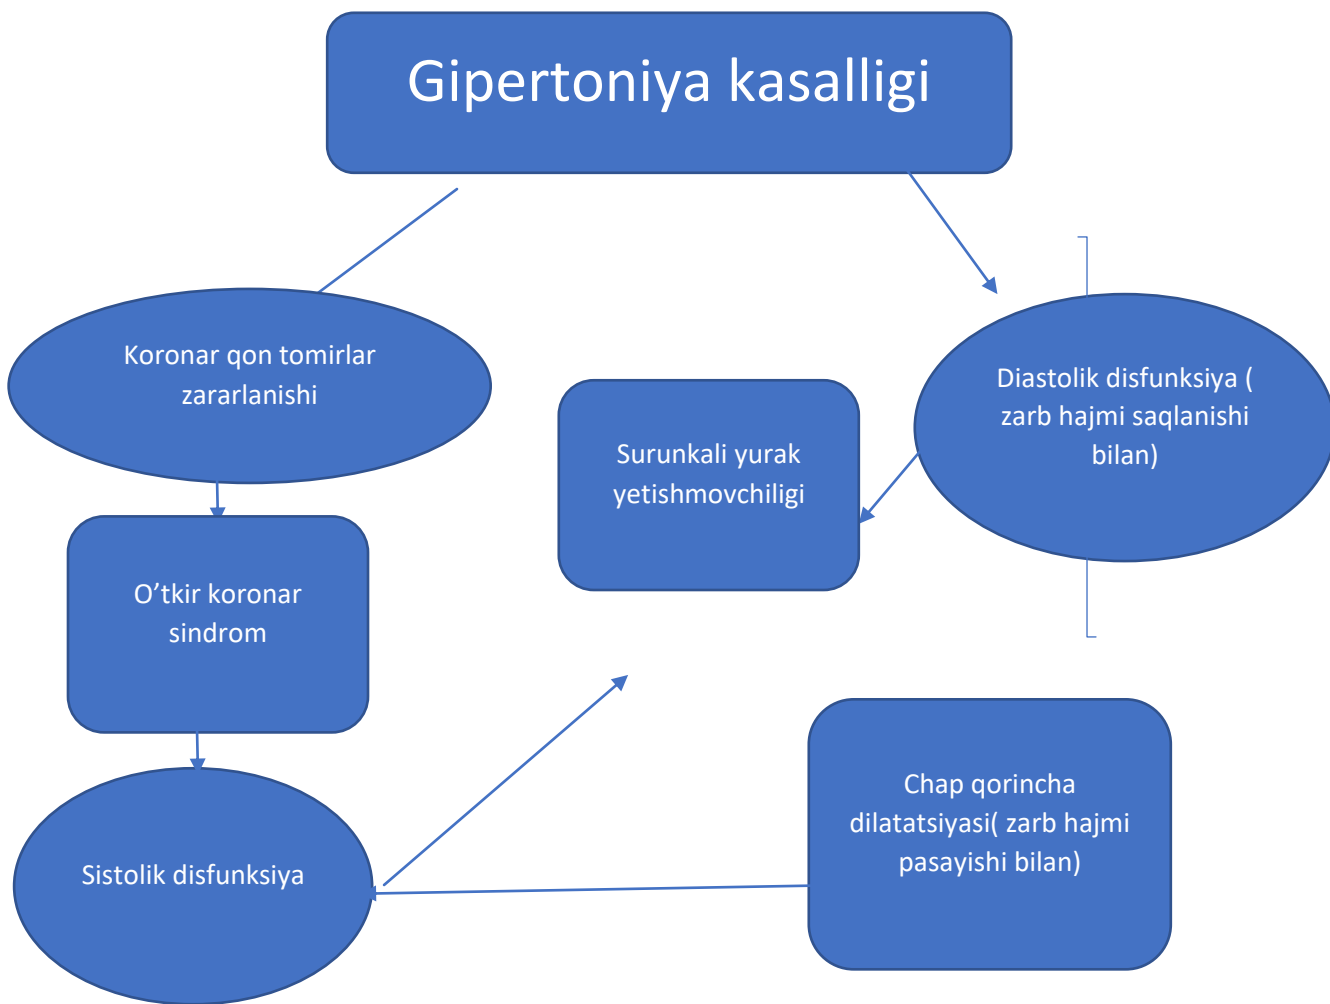 Gipertoniya kasalligi
Koronar qon tomirlar
zararlanishi
Diastolik disfunksiya (
zarb hajmi saqlanishi
bilan)
Surunkali yurak
yetishmovchiligi
O’tkir koronar
sindrom
Chap qorincha
dilatatsiyasi( zarb hajmi
pasayishi bilan)
Sistolik disfunksiya